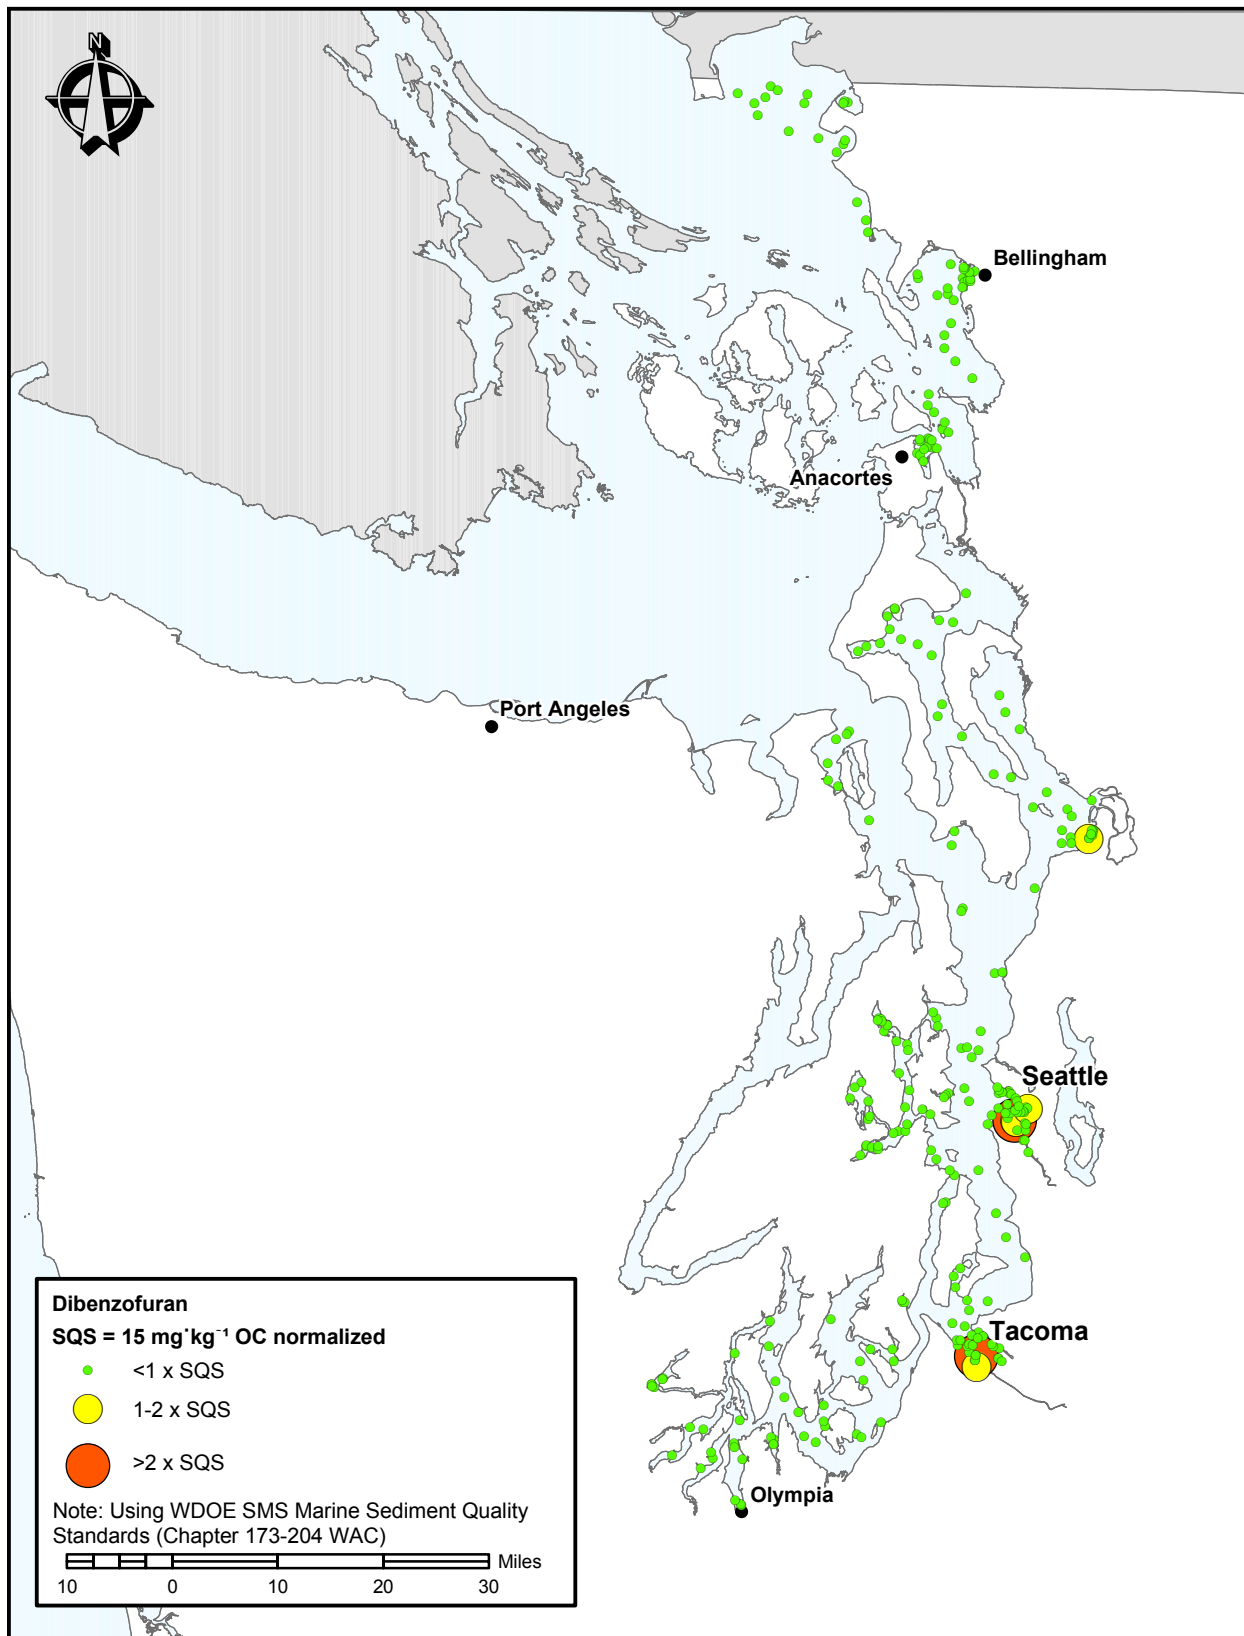 N
Bellingham
Anacortes
Port Angeles
Seattle
Tacoma
Olympia
Dibenzofuran
SQS = 15 mg*kg⁻¹ OC normalized
<1 x SQS
1-2 x SQS
>2 x SQS
Note: Using WDOE SMS Marine Sediment Quality
Standards (Chapter 173-204 WAC)
Miles
10 0 10 20 30